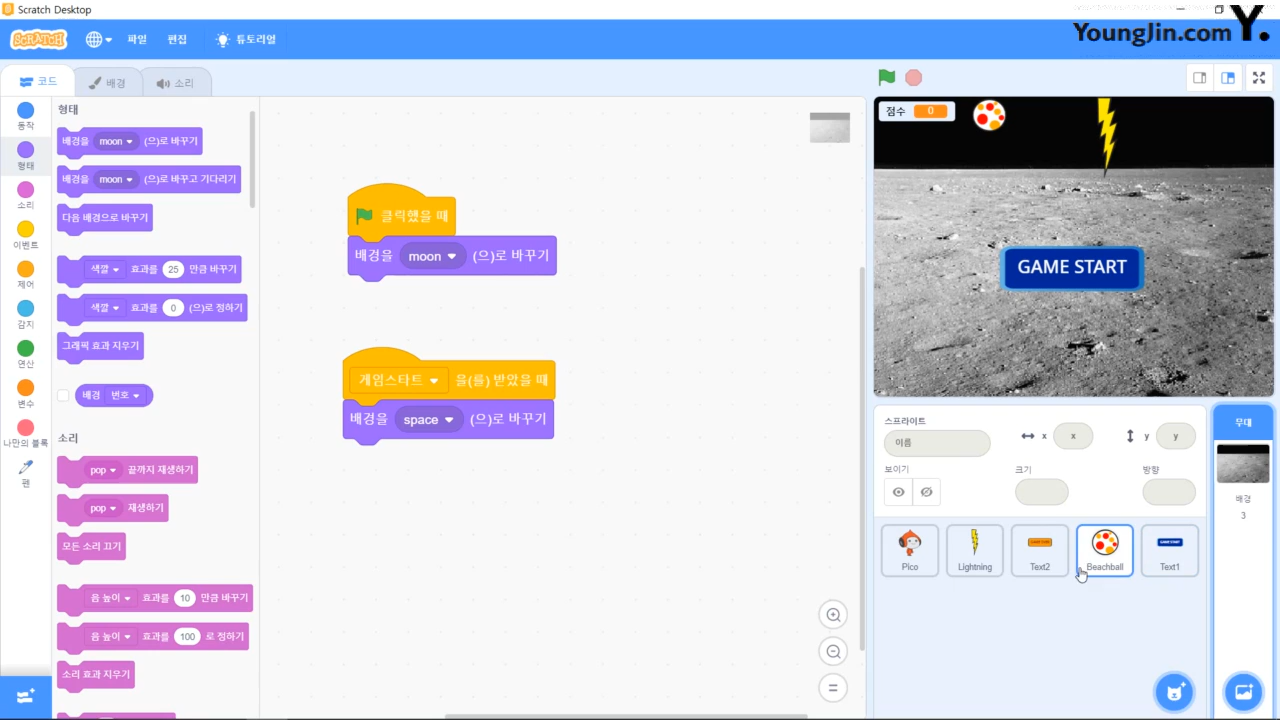 Scratch Desktop
Y.
YoungJin.com
SCRATCH
파일
편집
튜토리얼
코드
배경
소리
동작
형태
소리
이벤트
제어
감지
연산
변수
나만의 블록
펜
형태
배경을 moon (으)로 바꾸기
배경을 moon (으)로 바꾸고 기다리기
다음 배경으로 바꾸기
색깔 효과를 25 만큼 바꾸기
색깔 효과를 0 (으)로 정하기
그래픽 효과 지우기
배경 번호
소리
pop 끝까지 재생하기
pop 재생하기
모든 소리 끄기
음 높이 효과를 10 만큼 바꾸기
음 높이 효과를 100 로 정하기
소리 효과 지우기
클릭했을 때
배경을 moon (으)로 바꾸기
게임스타트 을(를) 받았을 때
배경을 space (으)로 바꾸기
점수 0
GAME START
스프라이트
이름
x
x
y
y
보이기
크기
방향
Pico
Lightning
Text2
Beachball
GAME START
Text1
무대
배경
3